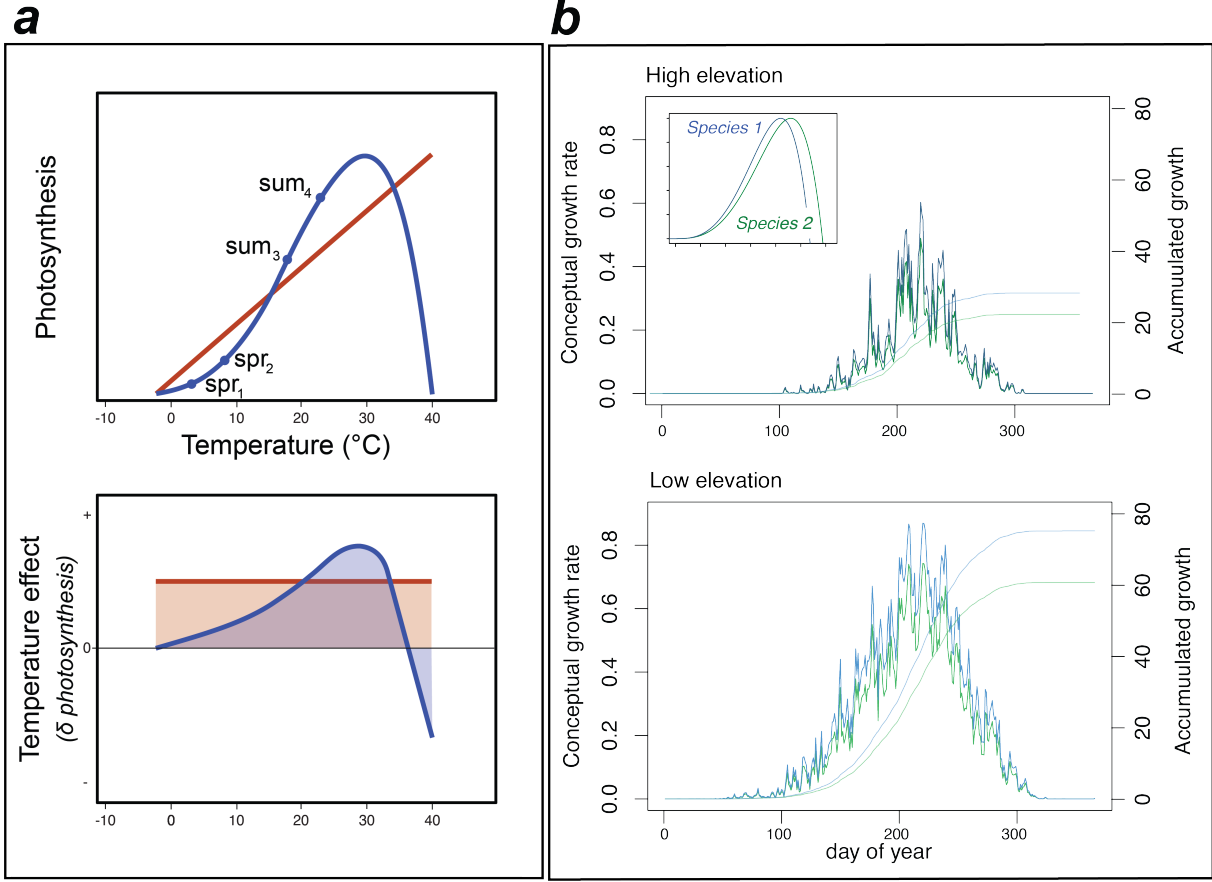 a
Photosynthesis
sum4
sum3
spr2
spr1
-10 0 10 20 30 40
Temperature (°C)
Temperature effect
(δ photosynthesis)
+
0
-
-10 0 10 20 30 40
b
High elevation
Conceptual growth rate
0.0 0.2 0.4 0.6 0.8
Species 1
Species 2
0 20 40 60 80
Accumuulated growth
0 100 200 300
Low elevation
Conceptual growth rate
0.0 0.2 0.4 0.6 0.8
0 20 40 60 80
Accumuulated growth
0 100 200 300
day of year